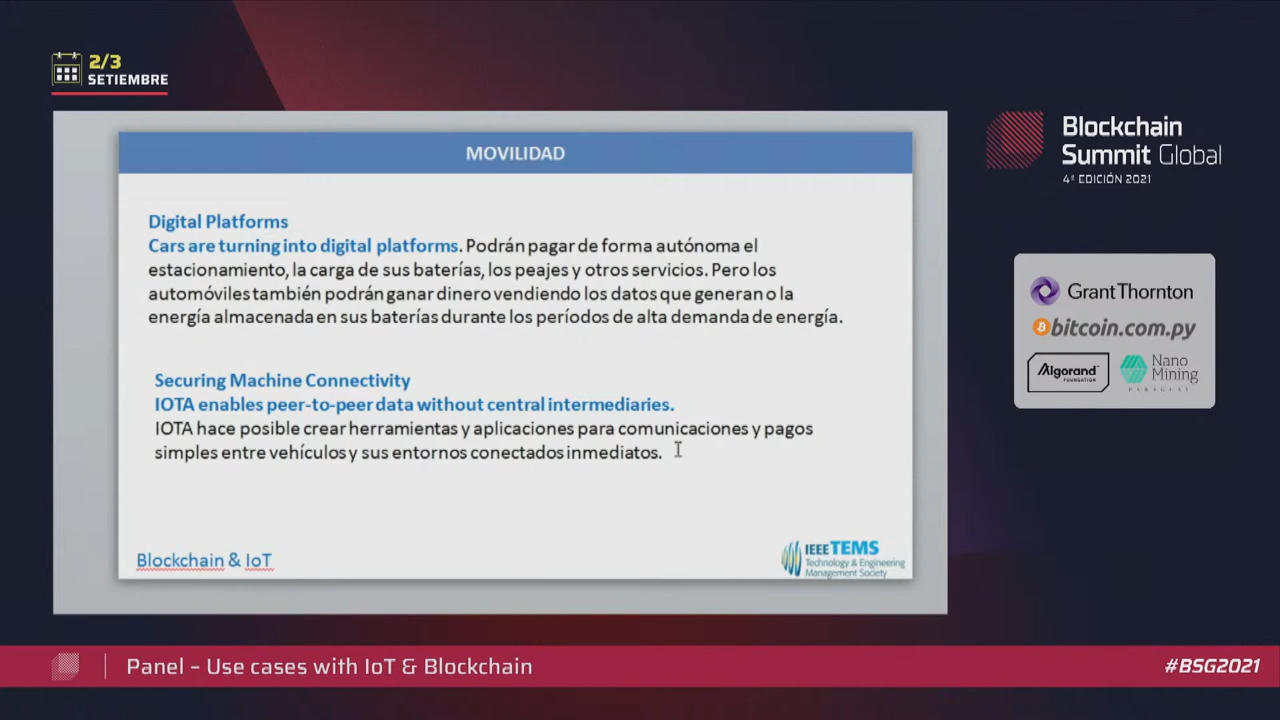 2/3
SETIEMBRE
MOVILIDAD
Digital Platforms
Cars are turning into digital platforms. Podrán pagar de forma autónoma el
estacionamiento, la carga de sus baterías, los peajes y otros servicios. Pero los
automóviles también podrán ganar dinero vendiendo los datos que generan o la
energía almacenada en sus baterías durante los períodos de alta demanda de energía.
Securing Machine Connectivity
IOTA enables peer-to-peer data without central intermediaries.
IOTA hace posible crear herramientas y aplicaciones para comunicaciones y pagos
simples entre vehículos y sus entornos conectados inmediatos.
Blockchain & IoT
IEEE TEMS
Technology & Engineering
Management Society
Blockchain
Summit Global
4ª EDICIÓN 2021
GrantThornton
bitcoin.com.py
Algorand
FOUNDATION
Nano
Mining
PARAGUAY
Panel - Use cases with IoT & Blockchain
#BSG2021